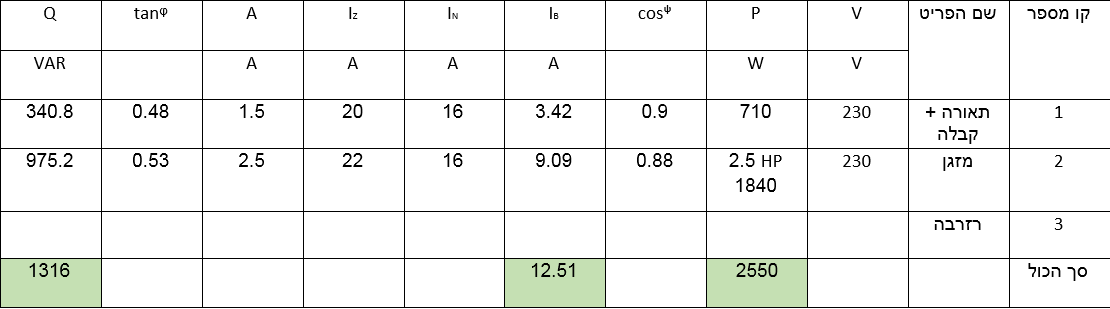 קו מספר שם הפריט V P cosᵠ I_B I_N I_Z A tanᵠ Q
V W A A A A VAR
1 תאורה + 230 710 0.9 3.42 16 20 1.5 0.48 340.8
קבלה
2 מזגן 230 2.5 HP 0.88 9.09 16 22 2.5 0.53 975.2
1840
3 רזרבה
סך הכול 2550 12.51 1316